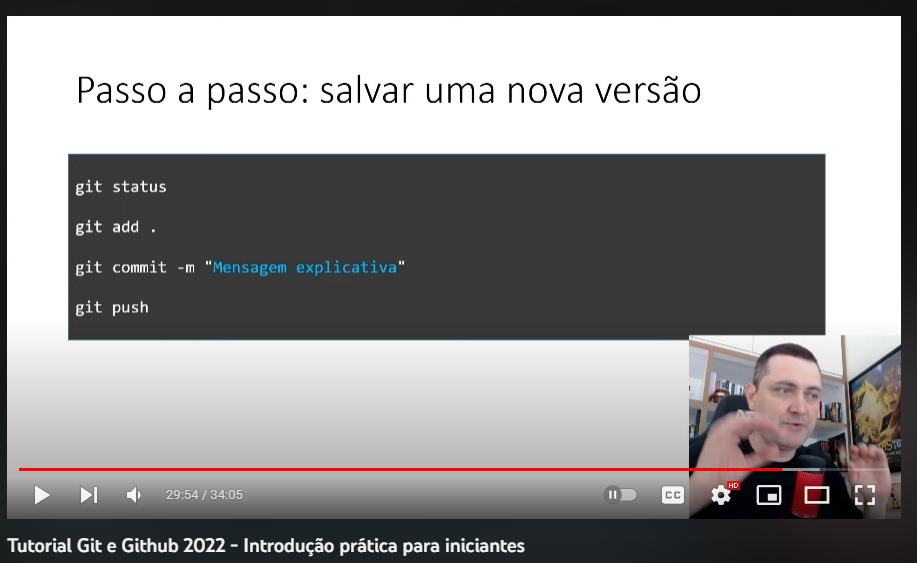 Passo a passo: salvar uma nova versão
git status
git add .
git commit -m "Mensagem explicativa"
git push
29:54 / 34:05
CC
HD
Tutorial Git e Github 2022 - Introdução prática para iniciantes